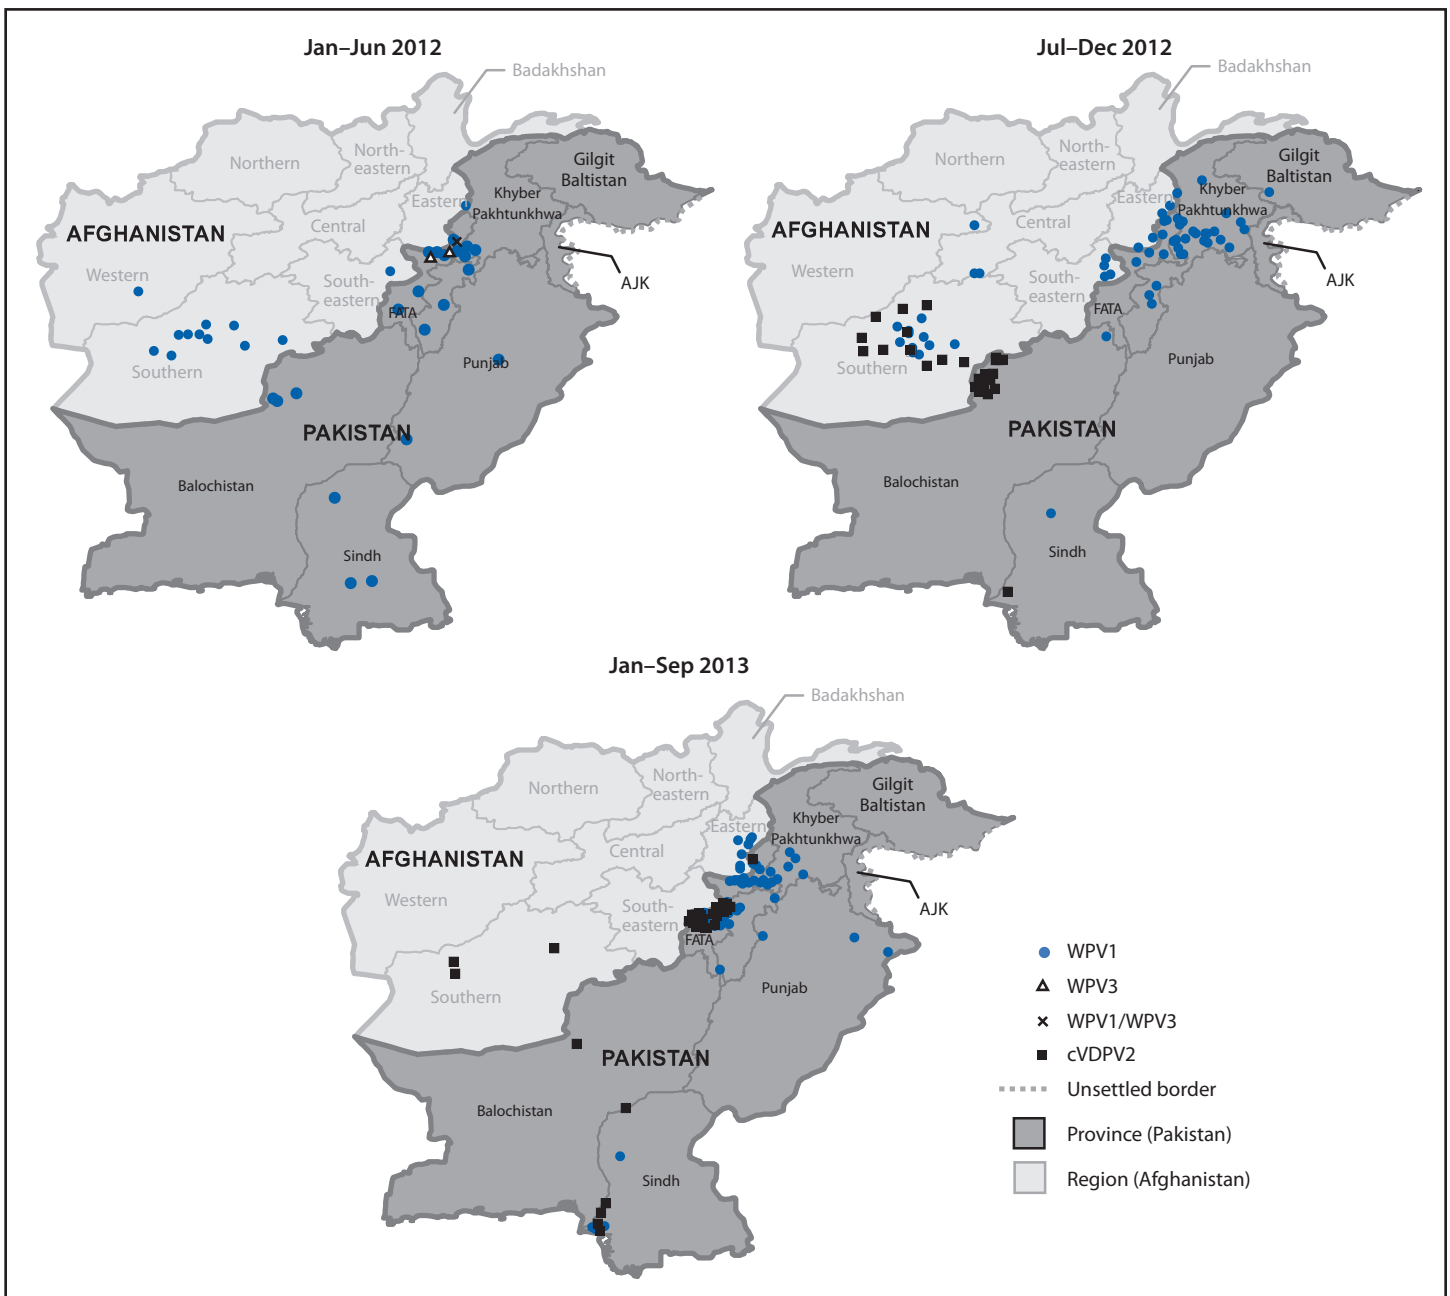 Jan–Jun 2012
Badakhshan
North-
eastern
Northern
Gilgit
Baltistan
Khyber
Pakhtunkhwa
Eastern
Central
AFGHANISTAN
Western
South-
eastern
AJK
FATA
Punjab
Southern
PAKISTAN
Balochistan
Sindh
Jul–Dec 2012
Badakhshan
North-
eastern
Northern
Gilgit
Baltistan
Khyber
Pakhtunkhwa
Eastern
Central
AFGHANISTAN
Western
South-
eastern
AJK
FATA
Punjab
Southern
PAKISTAN
Balochistan
Sindh
Jan–Sep 2013
Badakhshan
North-
eastern
Northern
Gilgit
Baltistan
Khyber
Pakhtunkhwa
Eastern
Central
AFGHANISTAN
Western
South-
eastern
AJK
FATA
Punjab
Southern
PAKISTAN
Balochistan
Sindh
WPV1
WPV3
WPV1/WPV3
cVDPV2
Unsettled border
Province (Pakistan)
Region (Afghanistan)